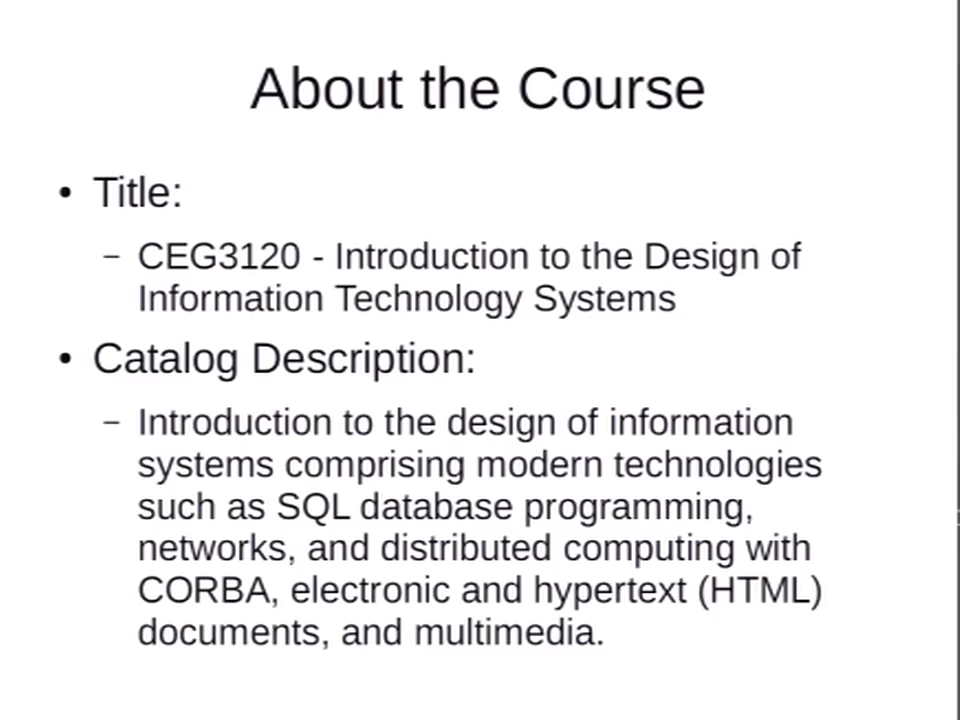 About the Course
• Title:
– CEG3120 - Introduction to the Design of
Information Technology Systems
• Catalog Description:
– Introduction to the design of information
systems comprising modern technologies
such as SQL database programming,
networks, and distributed computing with
CORBA, electronic and hypertext (HTML)
documents, and multimedia.